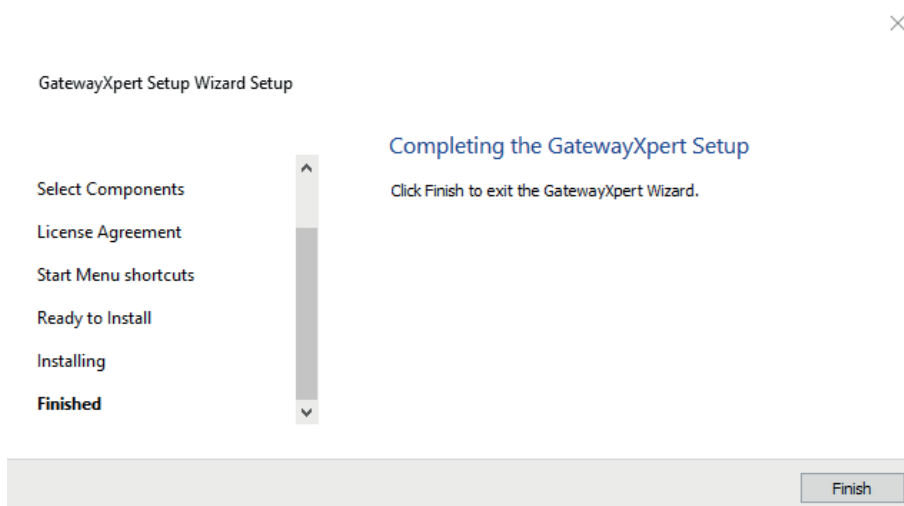 GatewayXpert Setup Wizard Setup
Select Components
License Agreement
Start Menu shortcuts
Ready to Install
Installing
Finished
Completing the GatewayXpert Setup
Click Finish to exit the GatewayXpert Wizard.
Finish